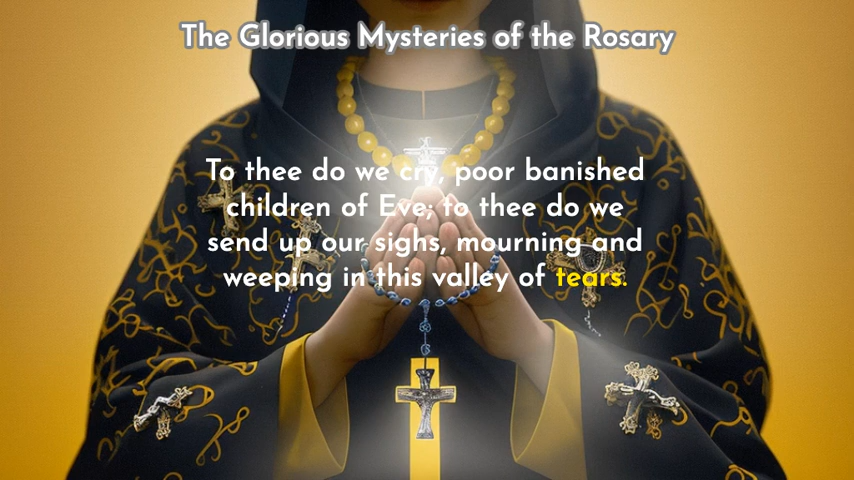 The Glorious Mysteries of the Rosary
To thee do we cry, poor banished
children of Eve; to thee do we
send up our sighs, mourning and
weeping in this valley of tears.